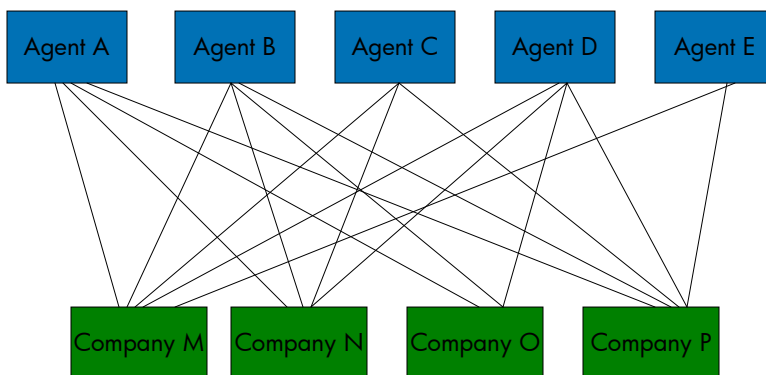 Agent A
Agent B
Agent C
Agent D
Agent E
Company M
Company N
Company O
Company P